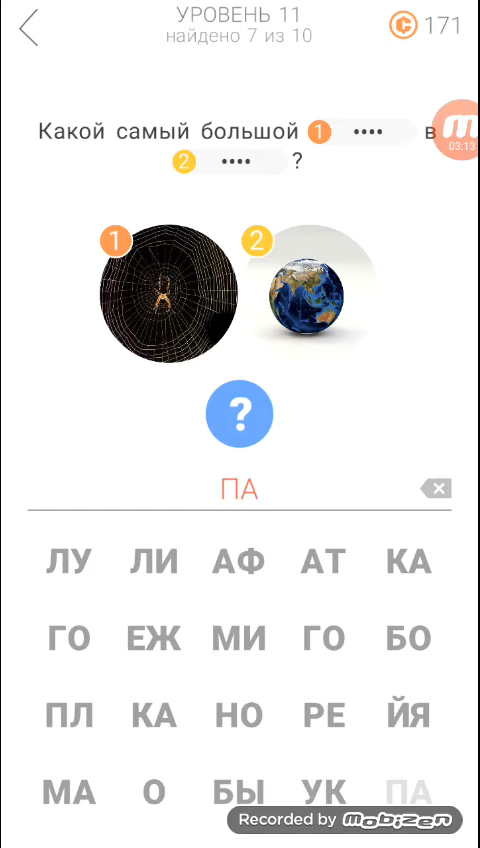 УРОВЕНЬ 11
найдено 7 из 10
171
Какой самый большой 1 •••• в
2 •••• ?
03:13
1
2
?
ПА
ЛУ ЛИ АФ АТ КА
ГО ЕЖ МИ ГО БО
ПЛ КА НО РЕ ЙЯ
МА О БЫ УК ПА
Recorded by Mobizen